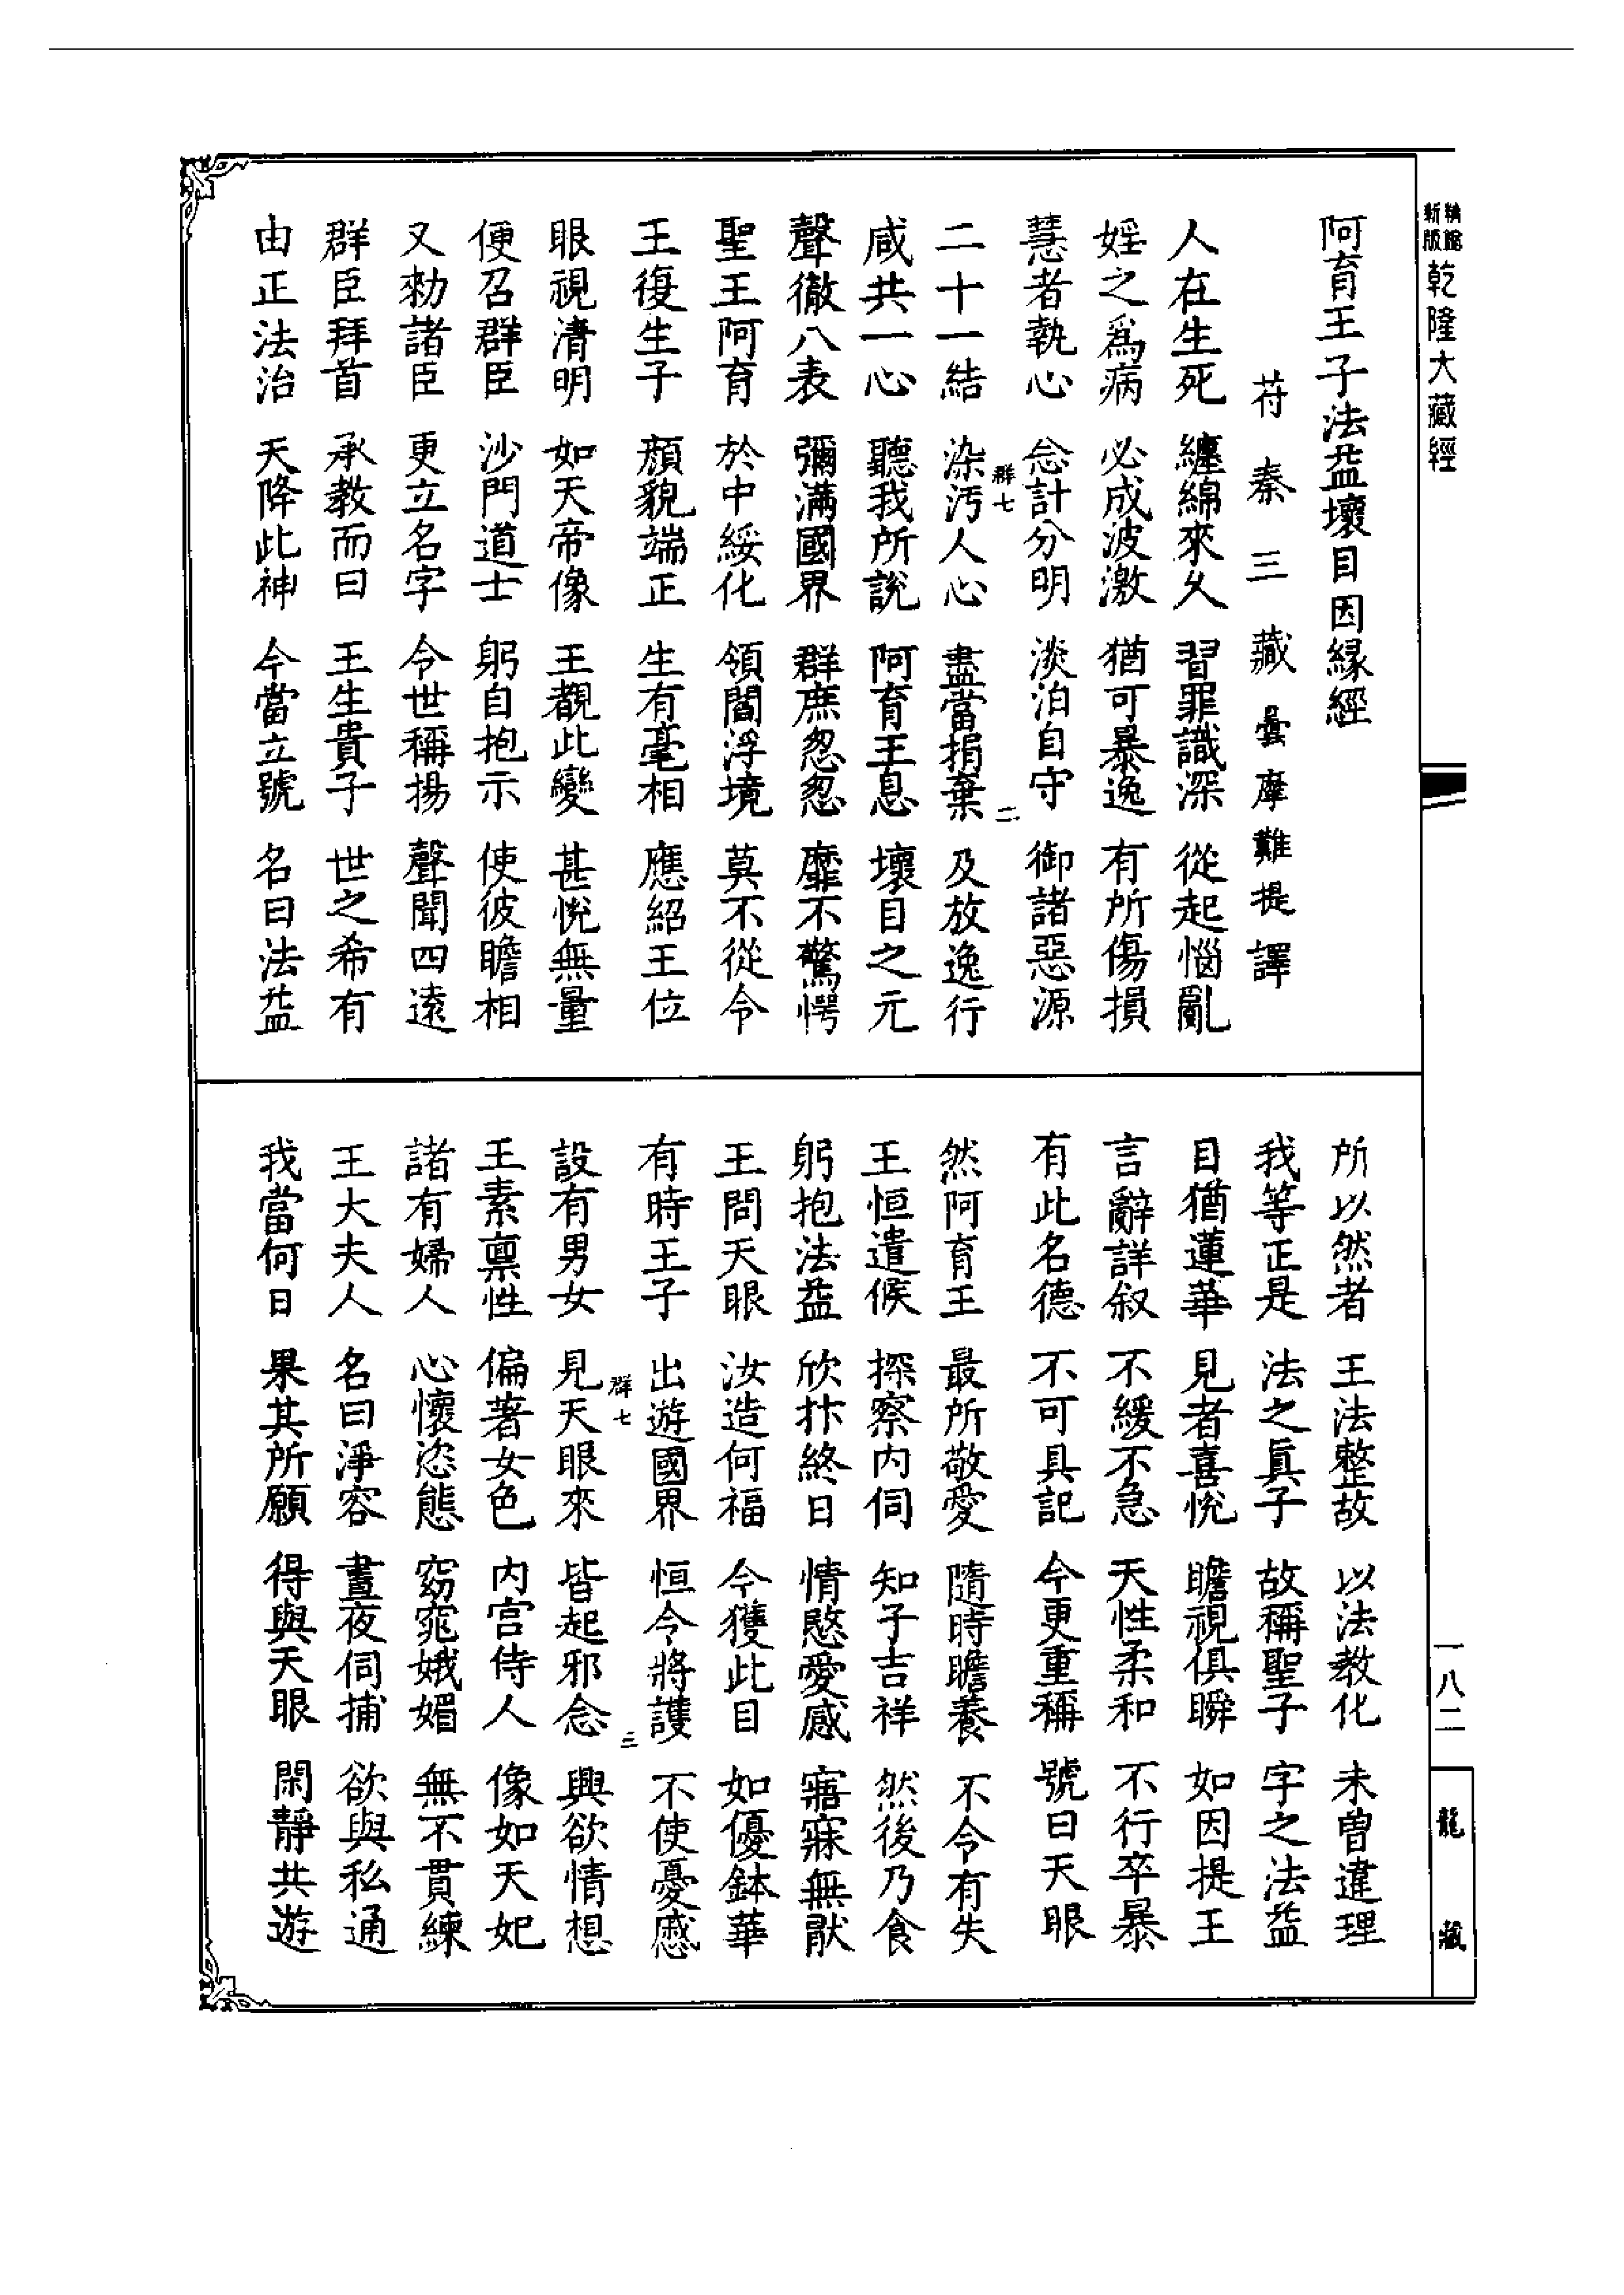 新版
精縮
乾隆大藏經
阿育王子法益壞目因緣經
苻秦三藏曇摩難提譯
人在生死 纏綿來久 習罪識深 從起惱亂
婬之爲病 必成波激 猶可暴逸 有所傷損
慧者執心 念計分明 淡泊自守 御諸惡源
群七 二
二十一結 染汚人心 盡當捐棄 及放逸行
咸共一心 聽我所說 阿育王息 壞目之元
聲徹八表 彌滿國界 群庶怱怱 靡不驚愕
聖王阿育 於中綏化 領閻浮境 莫不從令
王復生子 顏貌端正 生有毫相 應紹王位
眼視清明 如天帝像 王覩此變 甚悅無量
便召群臣 沙門道士 躬自抱示 使彼瞻相
又勑諸臣 更立名字 令世稱揚 聲聞四遠
群臣拜首 承教而曰 王生貴子 世之希有
由正法治 天降此神 今當立號 名曰法益
所以然者 王法整故 以法教化 未曾違理
我等正是 法之眞子 故稱聖子 字之法益
目猶蓮華 見者喜悅 瞻視俱瞬 如因提王
言辭詳叙 不緩不急 天性柔和 不行卒暴
有此名德 不可具記 今更重稱 號曰天眼
然阿育王 最所敬愛 隨時瞻養 不令有失
王恒遣候 探察内伺 知子吉祥 然後乃食
躬抱法益 欣抃終日 情愍愛慼 寤寐無猒
王問天眼 汝造何福 今獲此目 如優鉢華
有時王子 出遊國界 恒令將護 不使憂慼
群七 三
設有男女 見天眼來 皆起邪念 興欲情想
王素稟性 偏著女色 内宮侍人 像如天妃
諸有婦人 心懷恣態 窈窕娥媚 無不貫練
王大夫人 名曰淨容 晝夜伺捕 欲與私通
我當何日 果其所願 得與天眼 閑靜共遊
一八二
龍藏